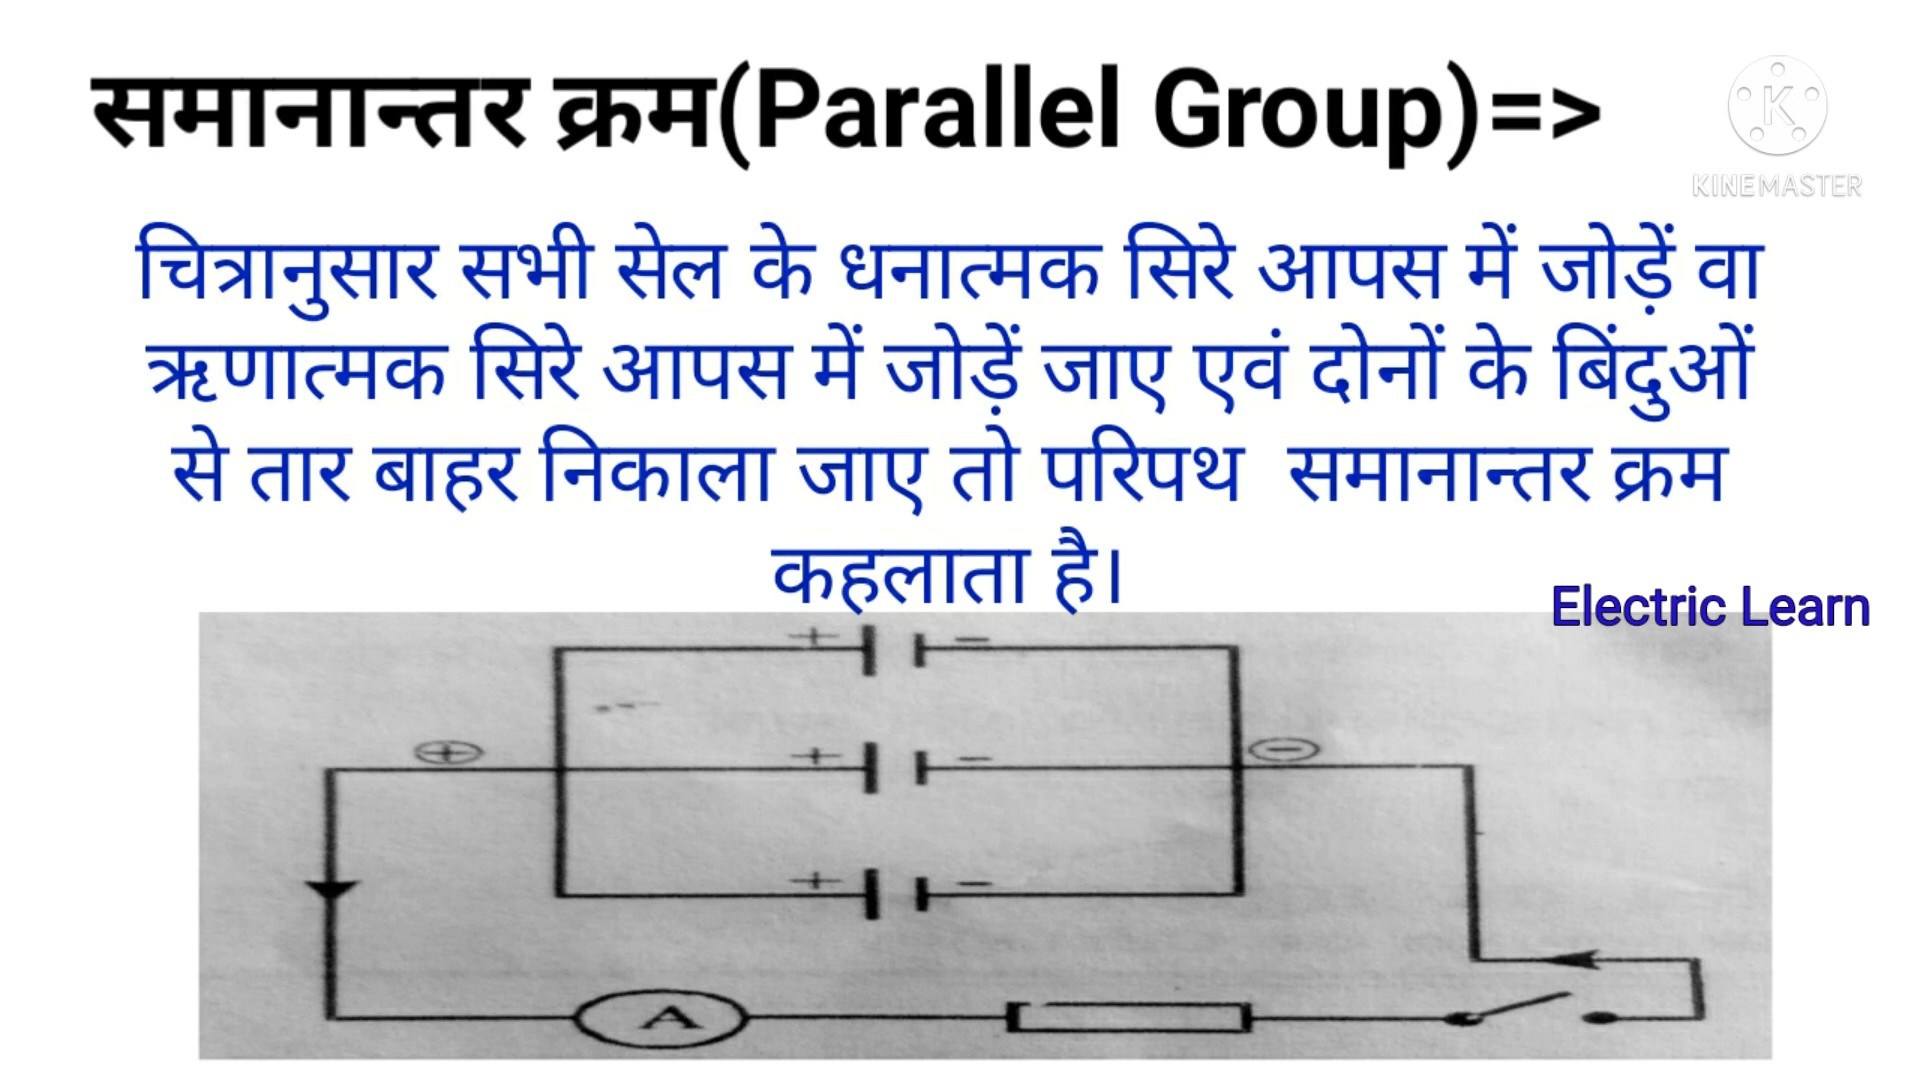 समानान्तर क्रम(Parallel Group)=>
KINEMASTER
चित्रानुसार सभी सेल के धनात्मक सिरे आपस में जोड़ें वा
ऋणात्मक सिरे आपस में जोड़ें जाए एवं दोनों के बिंदुओं
से तार बाहर निकाला जाए तो परिपथ  समानान्तर क्रम
कहलाता है।
Electric Learn
+ -
+ + - -
+ -
A